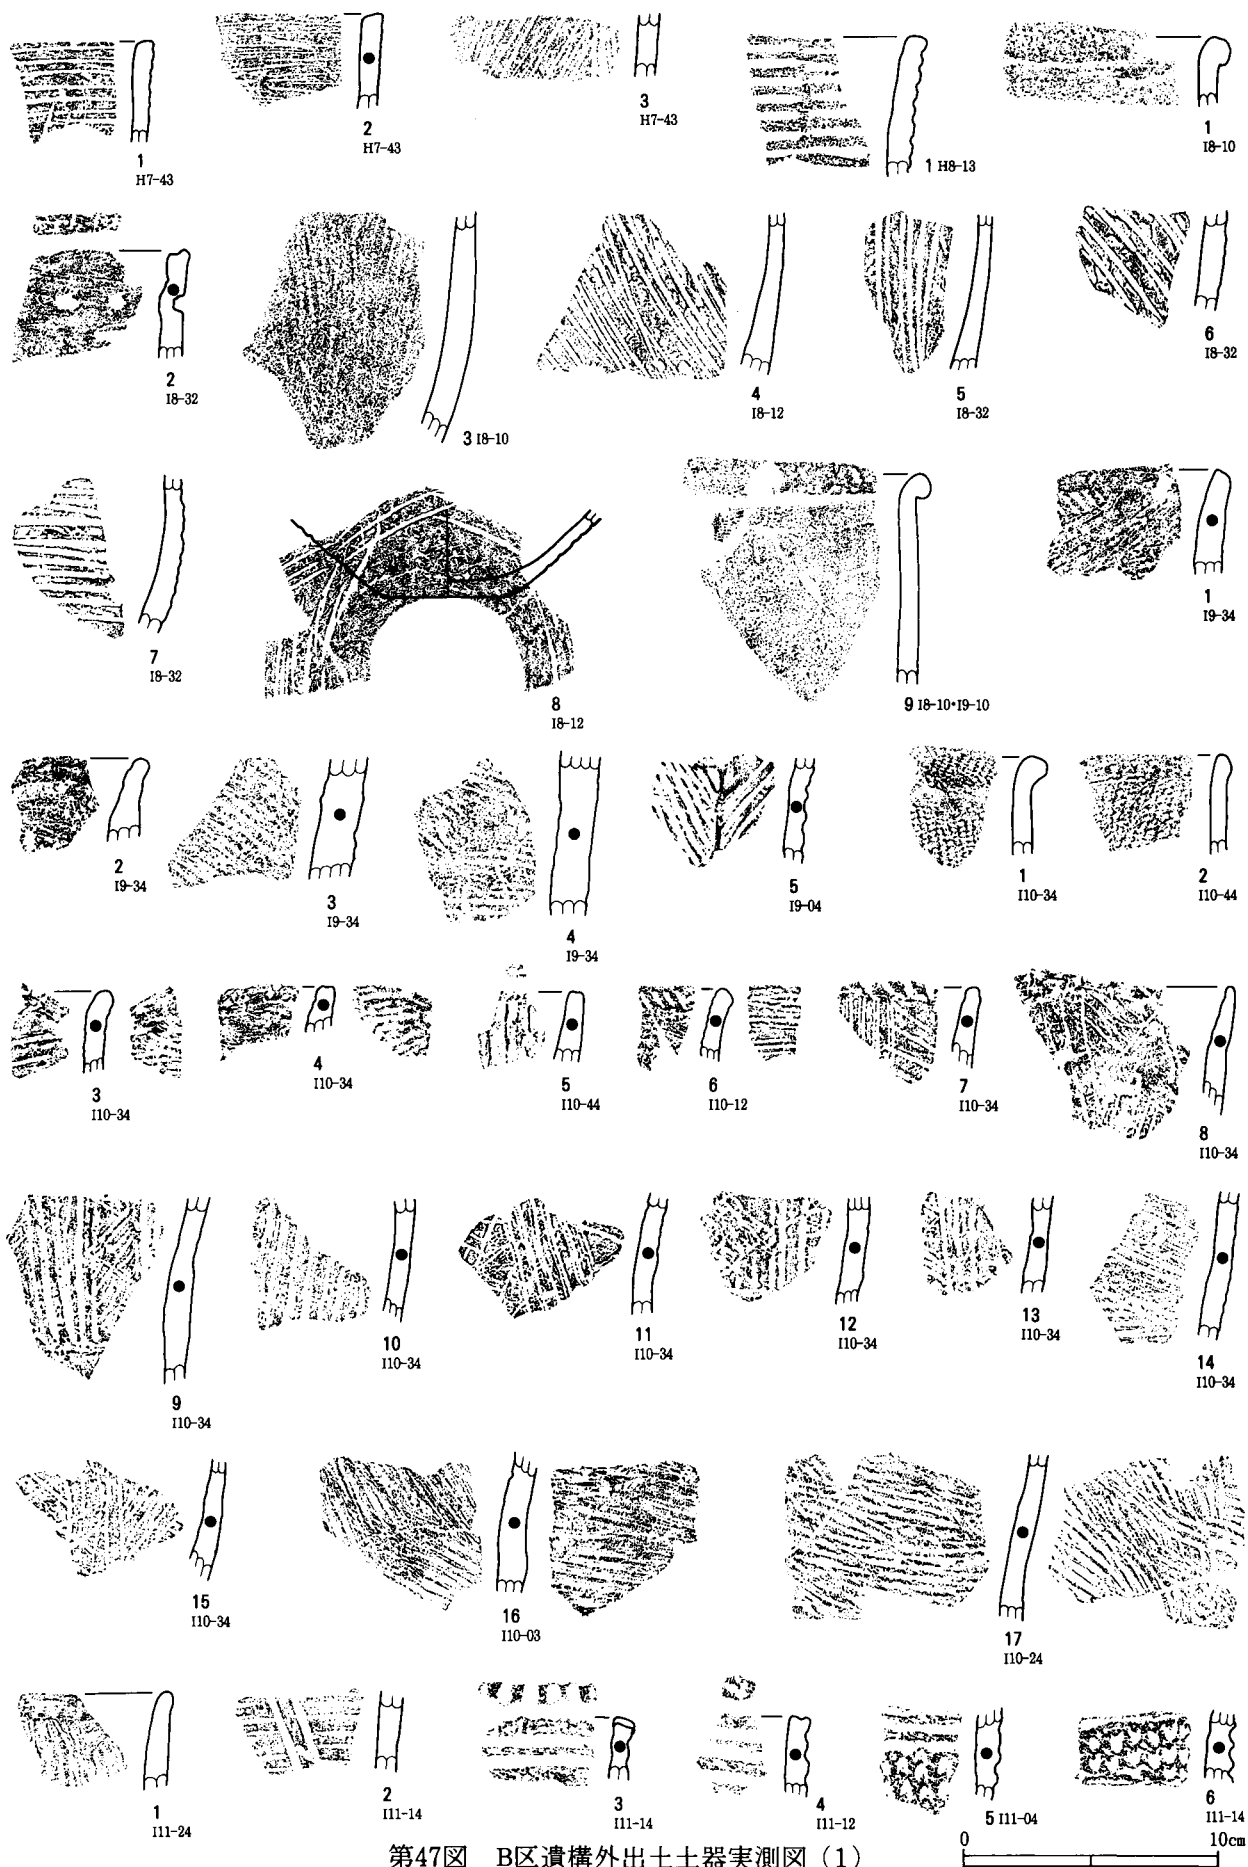 1
H7-43
2
H7-43
3
H7-43
1 H8-13
1
I8-10
2
I8-32
3 I8-10
4
I8-12
5
I8-32
6
I8-32
7
I8-32
8
I8-12
9 I8-10・I9-10
1
I9-34
2
I9-34
3
I9-34
4
I9-34
5
I9-04
1
I10-34
2
I10-44
3
I10-34
4
I10-34
5
I10-44
6
I10-12
7
I10-34
8
I10-34
9
I10-34
10
I10-34
11
I10-34
12
I10-34
13
I10-34
14
I10-34
15
I10-34
16
I10-03
17
I10-24
1
I11-24
2
I11-14
3
I11-14
4
I11-12
5 I11-04
6
I11-14
0 10cm
第47図 B区遺構外出土土器実測図（1）